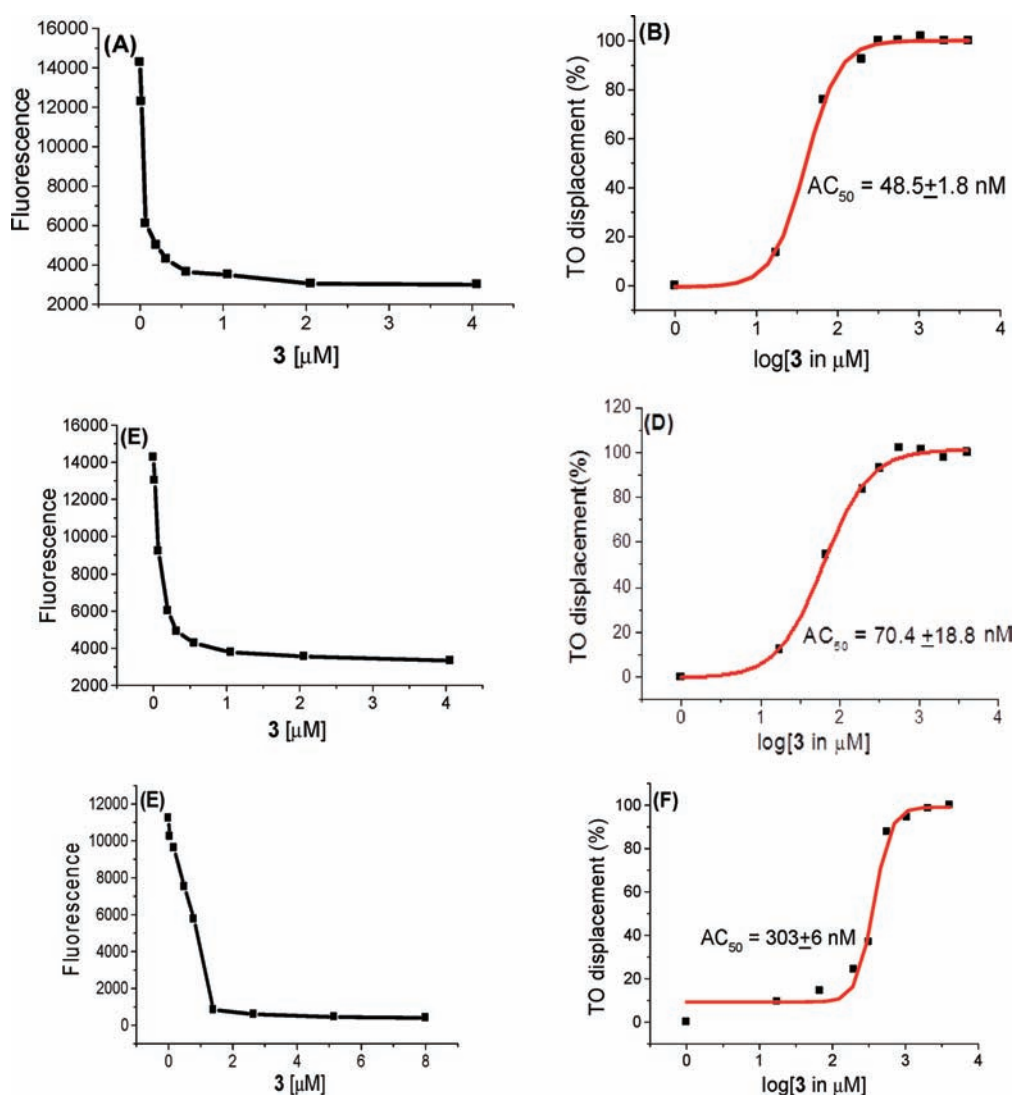 (A)
Fluorescence
16000
14000
12000
10000
8000
6000
4000
2000
0 1 2 3 4
3 [μM]
(B)
TO displacement (%)
100
80
60
40
20
0
AC50 = 48.5±1.8 nM
0 1 2 3 4
log[3 in μM]
(E)
Fluorescence
16000
14000
12000
10000
8000
6000
4000
2000
0 1 2 3 4
3 [μM]
(D)
TO displacement(%)
120
100
80
60
40
20
0
AC50 = 70.4 ±18.8 nM
0 1 2 3 4
log[3 in μM]
(E)
Fluorescence
12000
10000
8000
6000
4000
2000
0
0 2 4 6 8
3 [μM]
(F)
TO displacement (%)
100
80
60
40
20
0
AC50 = 303±6 nM
0 1 2 3 4
log[3 in μM]